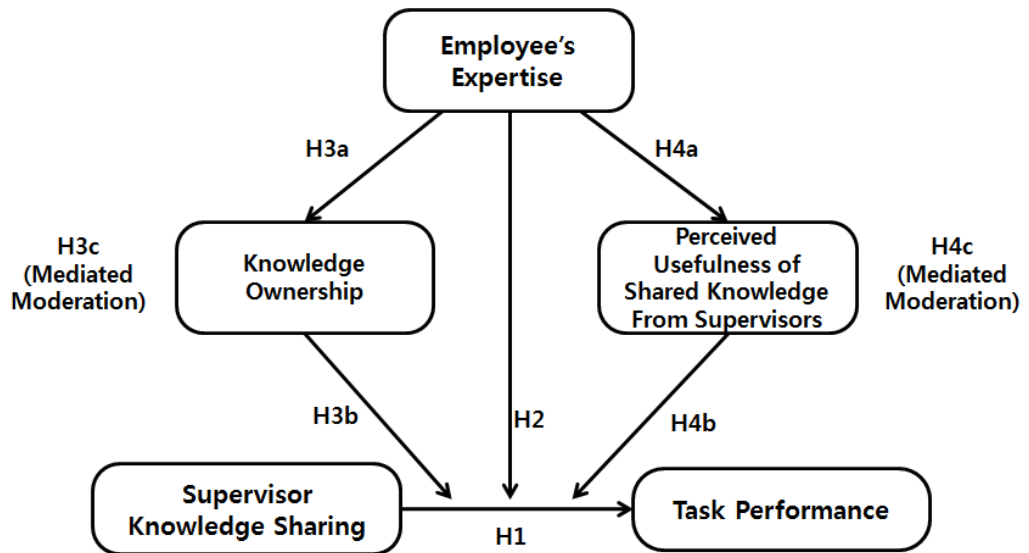 Employee's
Expertise
H3a
H4a
H3c
(Mediated
Moderation)
Knowledge
Ownership
Perceived
Usefulness of
Shared Knowledge
From Supervisors
H4c
(Mediated
Moderation)
H3b
H2
H4b
Supervisor
Knowledge Sharing
H1
Task Performance